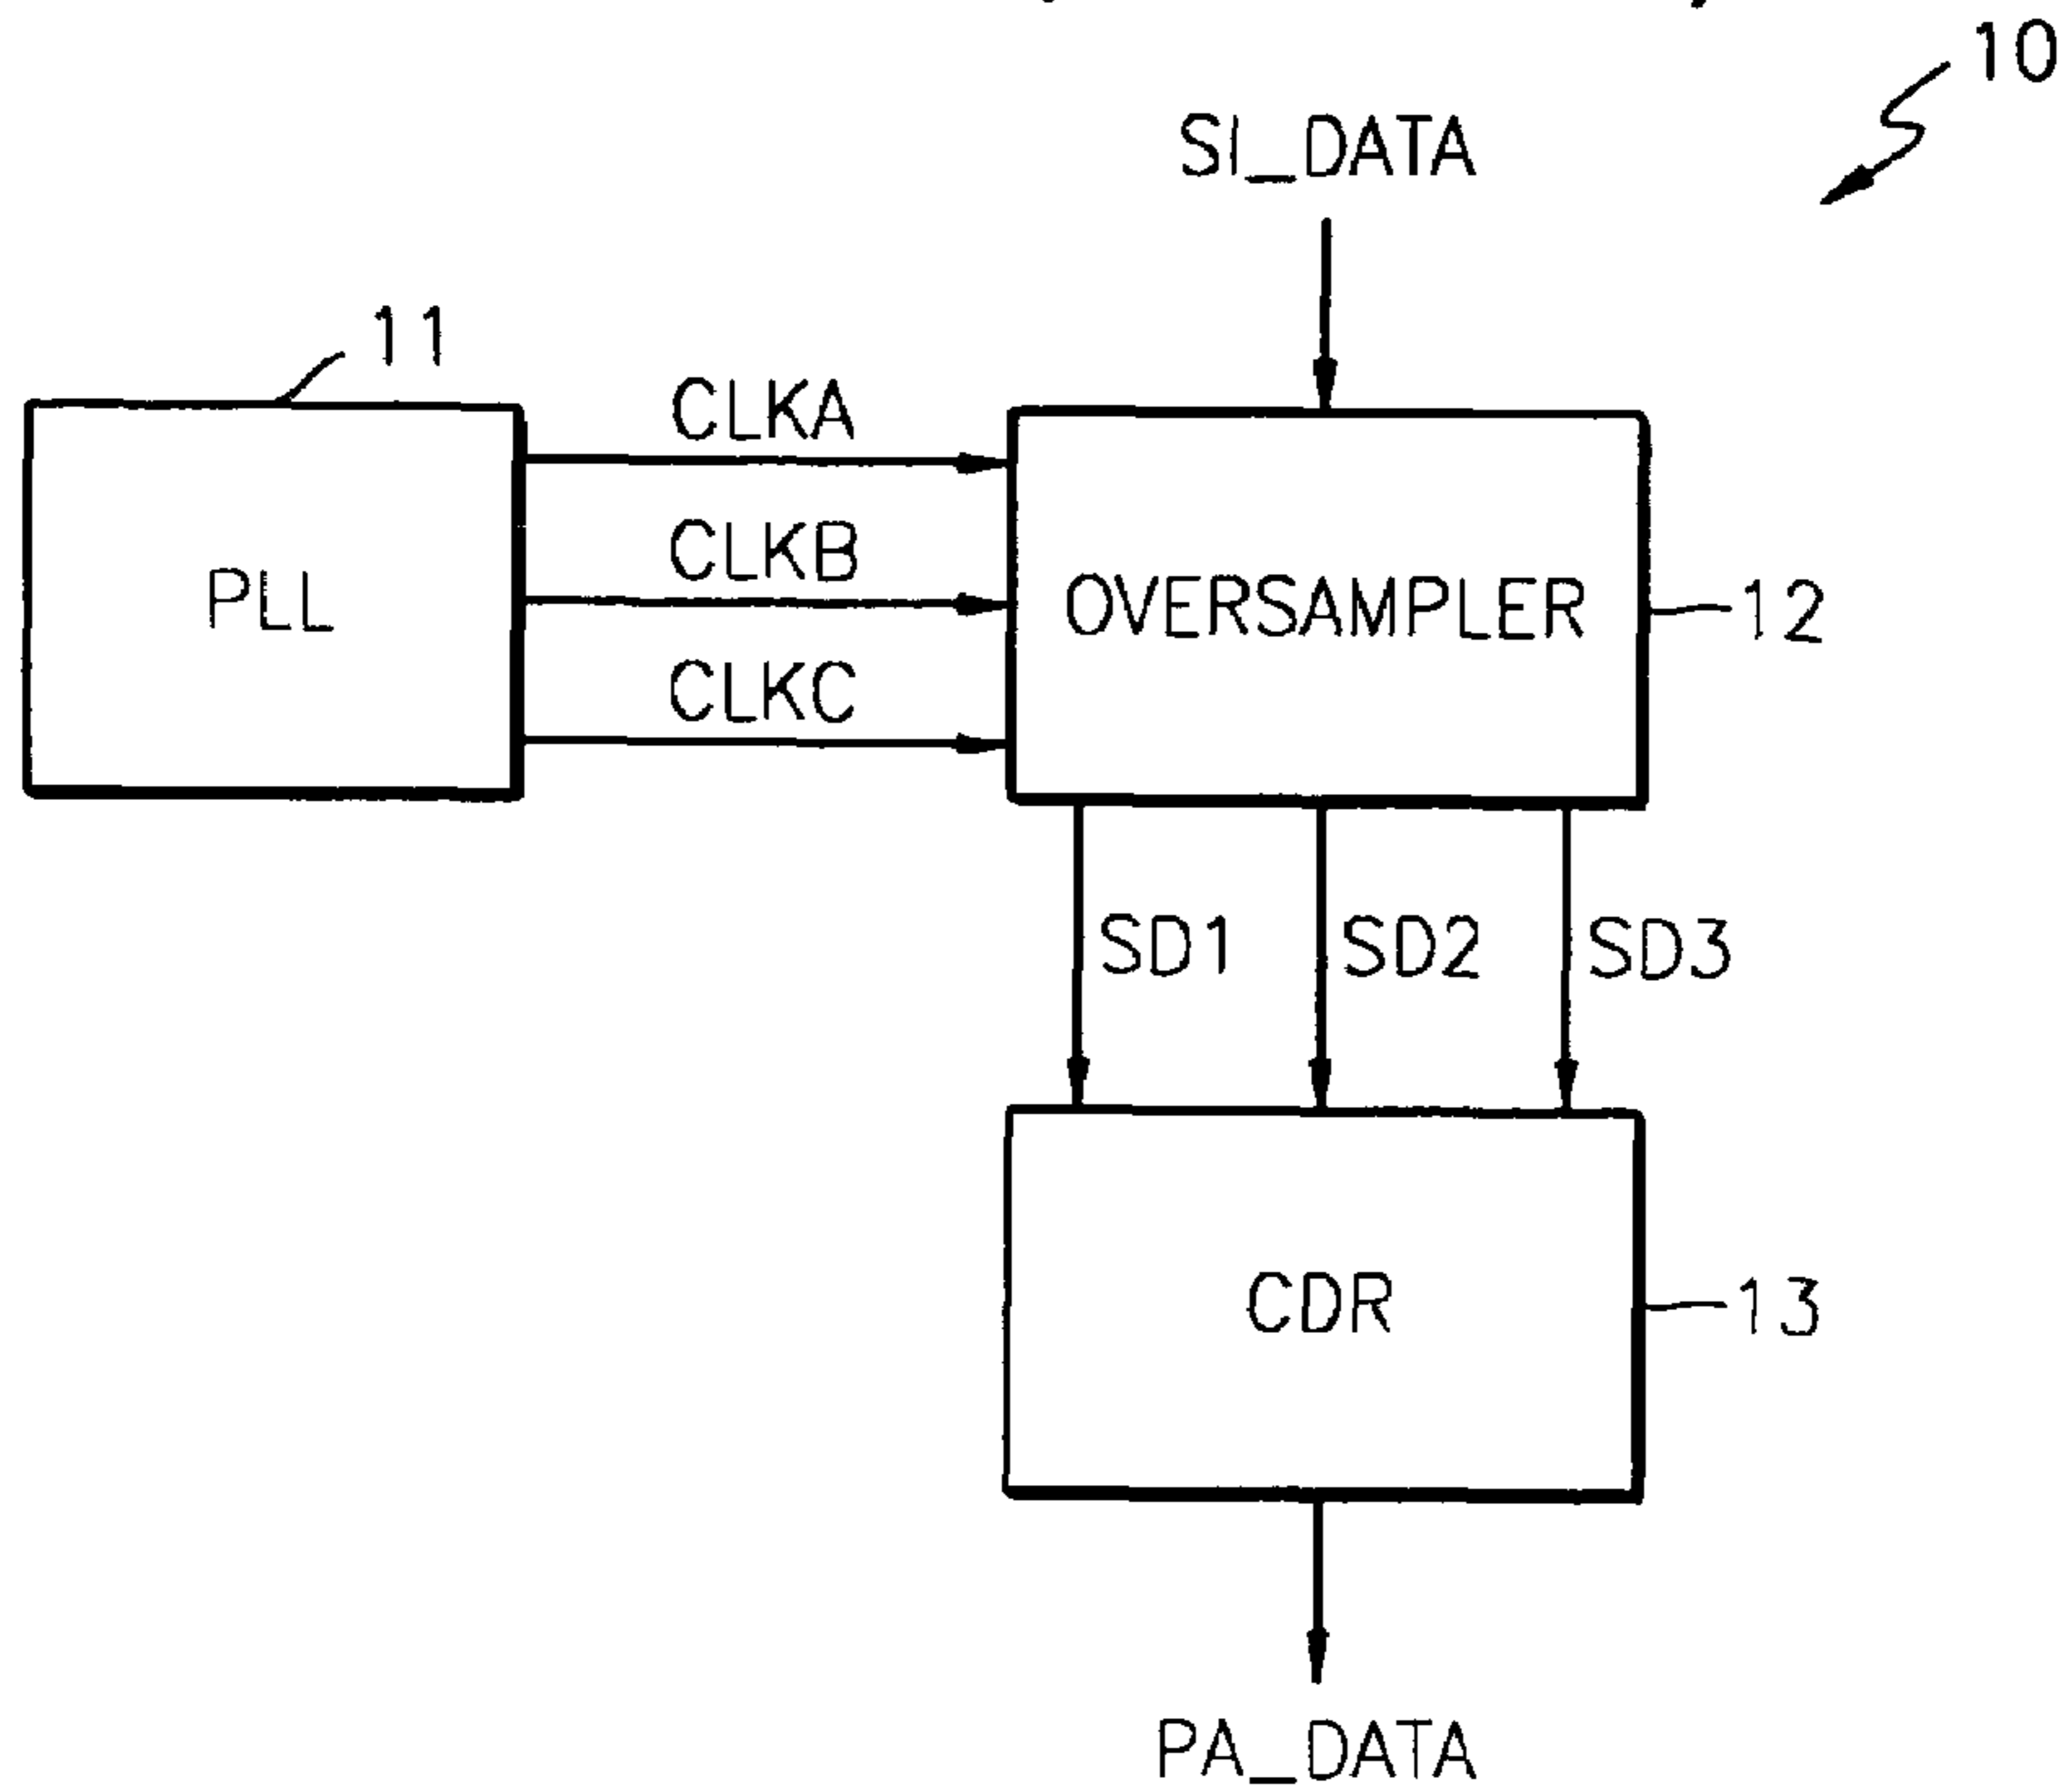 10
SI_DATA
11
CLKA
CLKB
PLL
OVERSAMPLER
12
CLKC
SD1
SD2
SD3
CDR
13
PA_DATA